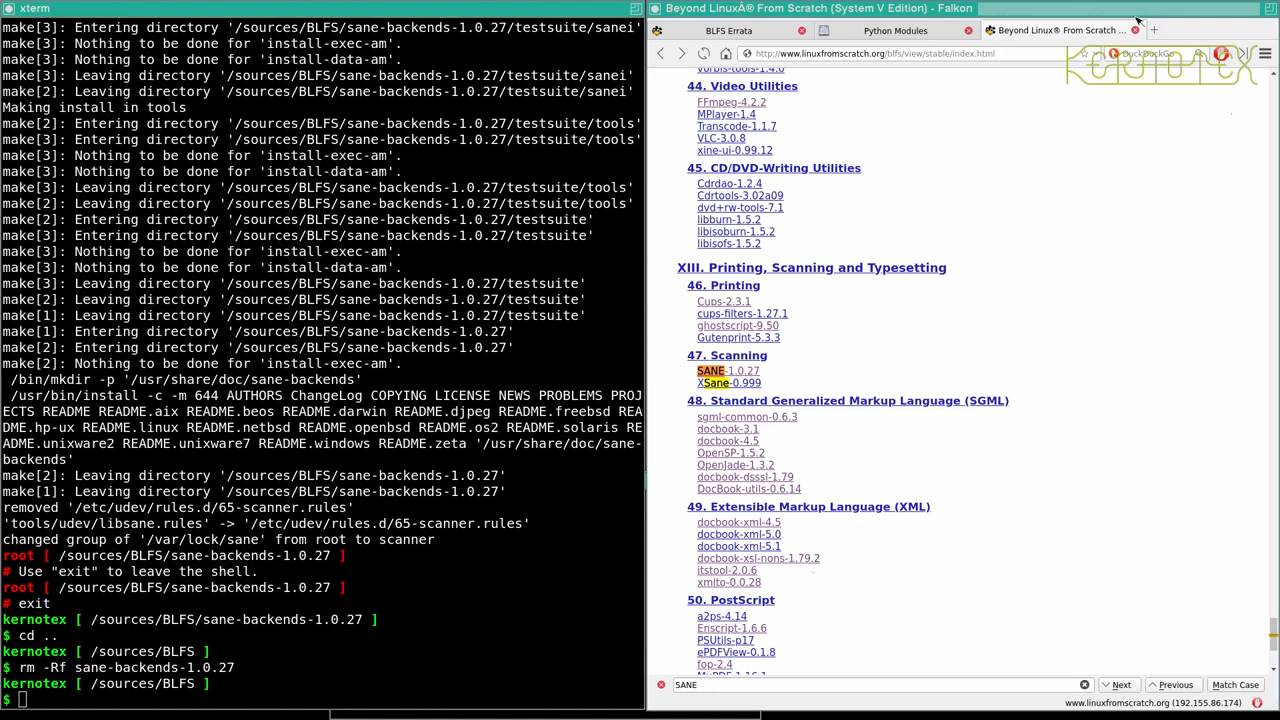 xterm
make[3]: Entering directory '/sources/BLFS/sane-backends-1.0.27/testsuite/sanei'
make[3]: Nothing to be done for 'install-exec-am'.
make[3]: Nothing to be done for 'install-data-am'.
make[3]: Leaving directory '/sources/BLFS/sane-backends-1.0.27/testsuite/sanei'
make[2]: Leaving directory '/sources/BLFS/sane-backends-1.0.27/testsuite/sanei'
Making install in tools
make[2]: Entering directory '/sources/BLFS/sane-backends-1.0.27/testsuite/tools'
make[3]: Entering directory '/sources/BLFS/sane-backends-1.0.27/testsuite/tools'
make[3]: Nothing to be done for 'install-exec-am'.
make[3]: Nothing to be done for 'install-data-am'.
make[3]: Leaving directory '/sources/BLFS/sane-backends-1.0.27/testsuite/tools'
make[2]: Leaving directory '/sources/BLFS/sane-backends-1.0.27/testsuite/tools'
make[2]: Entering directory '/sources/BLFS/sane-backends-1.0.27/testsuite'
make[3]: Entering directory '/sources/BLFS/sane-backends-1.0.27/testsuite'
make[3]: Nothing to be done for 'install-exec-am'.
make[3]: Nothing to be done for 'install-data-am'.
make[3]: Leaving directory '/sources/BLFS/sane-backends-1.0.27/testsuite'
make[2]: Leaving directory '/sources/BLFS/sane-backends-1.0.27/testsuite'
make[1]: Leaving directory '/sources/BLFS/sane-backends-1.0.27/testsuite'
make[1]: Entering directory '/sources/BLFS/sane-backends-1.0.27'
make[2]: Entering directory '/sources/BLFS/sane-backends-1.0.27'
make[2]: Nothing to be done for 'install-exec-am'.
/bin/mkdir -p '/usr/share/doc/sane-backends'
/usr/bin/install -c -m 644 AUTHORS ChangeLog COPYING LICENSE NEWS PROBLEMS PROJ
ECTS README README.aix README.beos README.darwin README.djpeg README.freebsd REA
DME.hp-ux README.linux README.netbsd README.openbsd README.os2 README.solaris RE
ADME.unixware2 README.unixware7 README.windows README.zeta '/usr/share/doc/sane-
backends'
make[2]: Leaving directory '/sources/BLFS/sane-backends-1.0.27'
make[1]: Leaving directory '/sources/BLFS/sane-backends-1.0.27'
removed '/etc/udev/rules.d/65-scanner.rules'
'tools/udev/libsane.rules' -> '/etc/udev/rules.d/65-scanner.rules'
changed group of '/var/lock/sane' from root to scanner
root [ /sources/BLFS/sane-backends-1.0.27 ]
# Use "exit" to leave the shell.
root [ /sources/BLFS/sane-backends-1.0.27 ]
# exit
kernotex [ /sources/BLFS/sane-backends-1.0.27 ]
$ cd ..
kernotex [ /sources/BLFS ]
$ rm -Rf sane-backends-1.0.27
kernotex [ /sources/BLFS ]
$
Beyond LinuxÂ® From Scratch (System V Edition) - Falkon
BLFS Errata
Python Modules
Beyond Linux® From Scratch ...
http://www.linuxfromscratch.org/blfs/view/stable/index.html
DuckDuckGo
KERNOTEX
vorbis-tools-1.4.0
44. Video Utilities
FFmpeg-4.2.2
MPlayer-1.4
Transcode-1.1.7
VLC-3.0.8
xine-ui-0.99.12
45. CD/DVD-Writing Utilities
Cdrdao-1.2.4
Cdrtools-3.02a09
dvd+rw-tools-7.1
libburn-1.5.2
libisoburn-1.5.2
libisofs-1.5.2
XIII. Printing, Scanning and Typesetting
46. Printing
Cups-2.3.1
cups-filters-1.27.1
ghostscript-9.50
Gutenprint-5.3.3
47. Scanning
SANE-1.0.27
XSane-0.999
48. Standard Generalized Markup Language (SGML)
sgml-common-0.6.3
docbook-3.1
docbook-4.5
OpenSP-1.5.2
OpenJade-1.3.2
docbook-dsssl-1.79
DocBook-utils-0.6.14
49. Extensible Markup Language (XML)
docbook-xml-4.5
docbook-xml-5.0
docbook-xml-5.1
docbook-xsl-nons-1.79.2
itstool-2.0.6
xmlto-0.0.28
50. PostScript
a2ps-4.14
Enscript-1.6.6
PSUtils-p17
ePDFView-0.1.8
fop-2.4
MuPDF-1.16.1
SANE
Next
Previous
Match Case
www.linuxfromscratch.org (192.155.86.174)